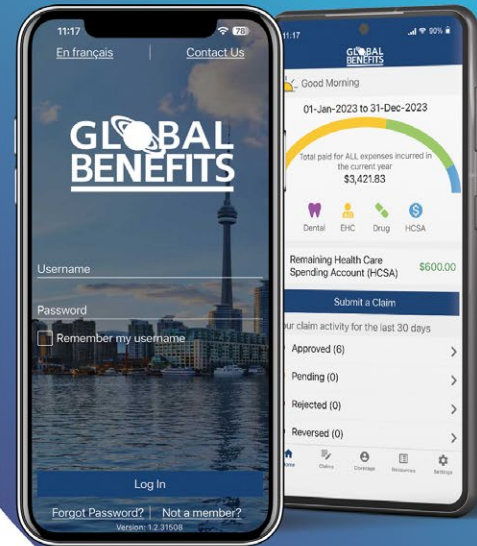 11:17
78
En français
Contact Us
GLOBAL
BENEFITS
Username
Password
Remember my username
Log In
Forgot Password?
Not a member?
Version: 1.2.31508
11:17
90%
GLOBAL
BENEFITS
Good Morning
01-Jan-2023 to 31-Dec-2023
Total paid for ALL expenses incurred in
the current year
$3,421.83
Dental
EHC
Drug
HCSA
Remaining Health Care
Spending Account (HCSA)
$600.00
Submit a Claim
ur claim activity for the last 30 days
Approved (6)
Pending (0)
Rejected (0)
Reversed (0)
ome
Claims
Coverage
Resources
Settings